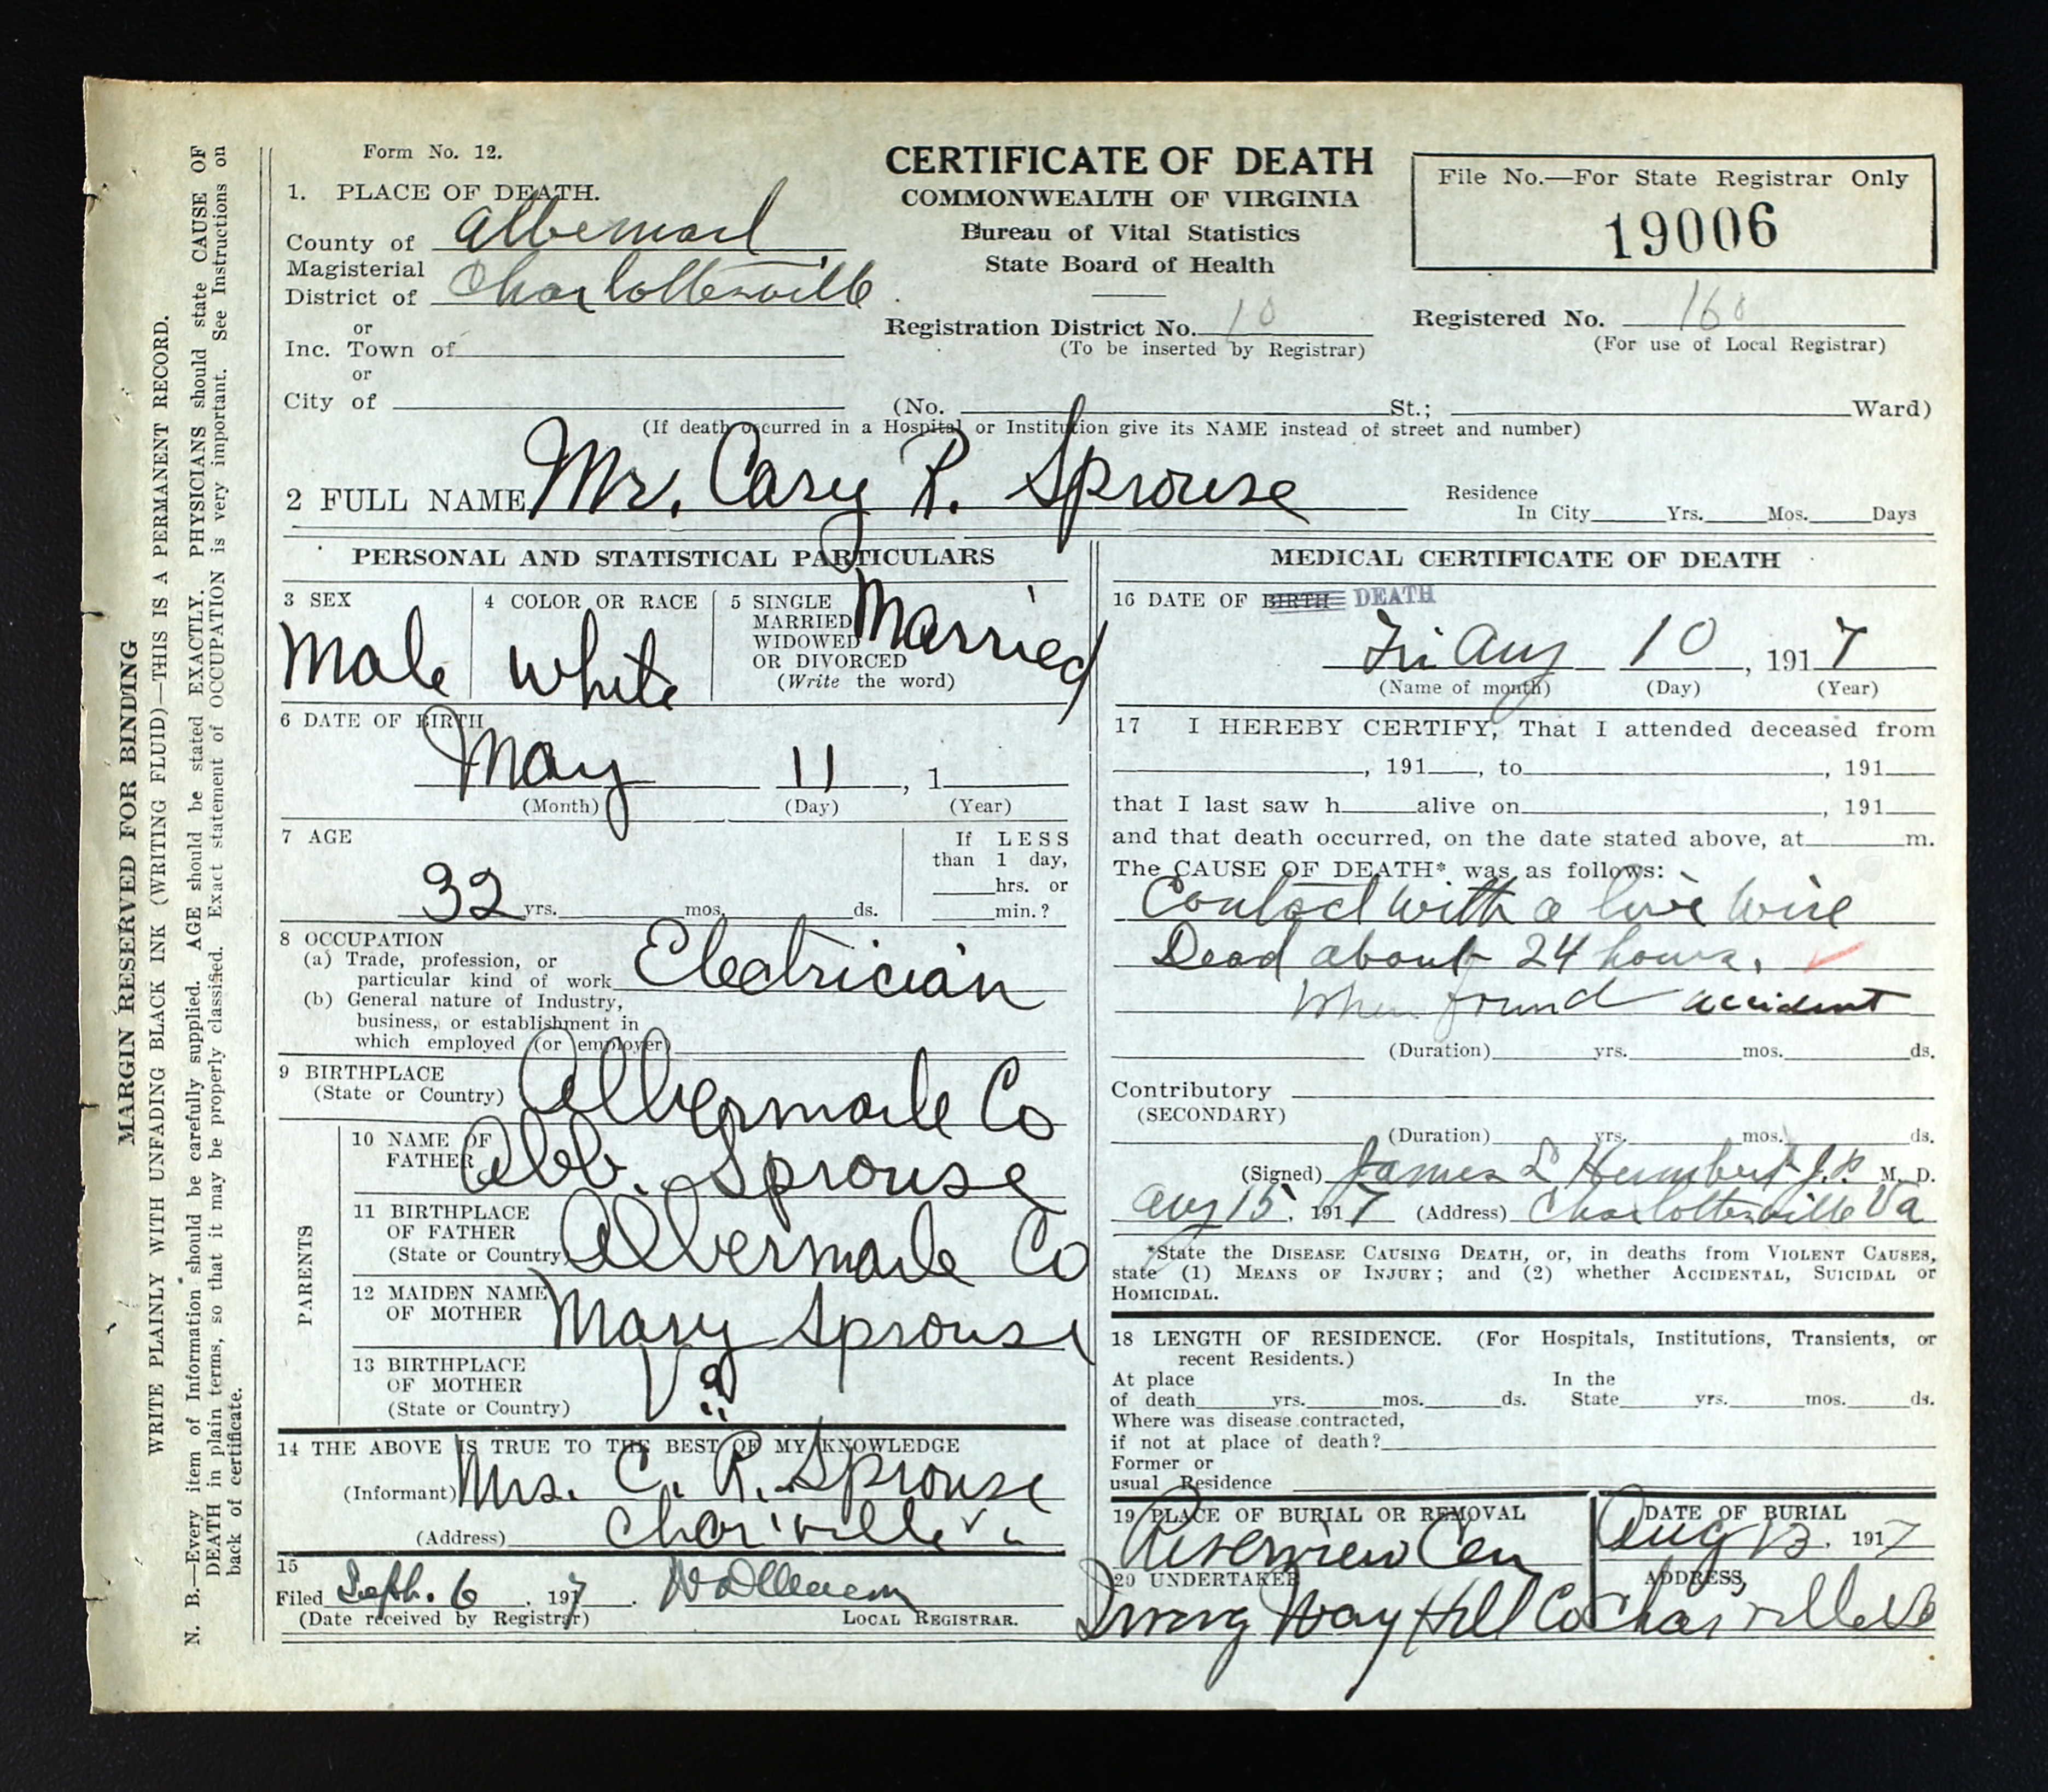 Form No. 12.
CERTIFICATE OF DEATH
COMMONWEALTH OF VIRGINIA
Bureau of Vital Statistics
State Board of Health
File No.—For State Registrar Only
19006
1. PLACE OF DEATH.
County of Albemarl
Magisterial
District of Charlottesville
or
Inc. Town of
or
City of
Registration District No. 10
(To be inserted by Registrar)
Registered No. 160
(For use of Local Registrar)
(No. St.; Ward)
(If death occurred in a Hospital or Institution give its NAME instead of street and number)
2 FULL NAME Mr. Cary R. Sprouse
Residence
In City Yrs. Mos. Days
PERSONAL AND STATISTICAL PARTICULARS
3 SEX
Male
4 COLOR OR RACE
White
5 SINGLE
MARRIED
WIDOWED
OR DIVORCED
(Write the word)
Married
6 DATE OF BIRTH
May 11, 1
(Month) (Day) (Year)
7 AGE
32 yrs. mos. ds.
If LESS
than 1 day,
hrs. or
min.?
8 OCCUPATION
(a) Trade, profession, or
particular kind of work Electrician
(b) General nature of Industry,
business, or establishment in
which employed (or employer)
9 BIRTHPLACE
(State or Country) Albermarle Co
PARENTS
10 NAME OF
FATHER Abb. Sprouse
11 BIRTHPLACE
OF FATHER
(State or Country) Albermarle Co
12 MAIDEN NAME
OF MOTHER Mary Sprouse
13 BIRTHPLACE
OF MOTHER
(State or Country) Va
14 THE ABOVE IS TRUE TO THE BEST OF MY KNOWLEDGE
(Informant) Mrs. C. R. Sprouse
(Address) Char'ville Va
15
Filed Sept. 6, 1917
(Date received by Registrar) LOCAL REGISTRAR.
MEDICAL CERTIFICATE OF DEATH
16 DATE OF BIRTH DEATH
Fri Aug 10, 1917
(Name of month) (Day) (Year)
17 I HEREBY CERTIFY, That I attended deceased from
, 191 , to , 191
that I last saw h alive on , 191
and that death occurred, on the date stated above, at m.
The CAUSE OF DEATH* was as follows:
Contact with a live wire
Dead about 24 hours.
When found accident
(Duration) yrs. mos. ds.
Contributory
(SECONDARY)
(Duration) yrs. mos. ds.
(Signed) James L Humbert J.P. M. D.
Aug 15, 1917 (Address) Charlottesville Va
*State the DISEASE CAUSING DEATH, or, in deaths from VIOLENT CAUSES,
state (1) MEANS OF INJURY; and (2) whether ACCIDENTAL, SUICIDAL or
HOMICIDAL.
18 LENGTH OF RESIDENCE. (For Hospitals, Institutions, Transients, or
recent Residents.)
At place In the
of death yrs. mos. ds. State yrs. mos. ds.
Where was disease contracted,
if not at place of death?
Former or
usual Residence
19 PLACE OF BURIAL OR REMOVAL
Riverview Cem
DATE OF BURIAL
Aug 12, 1917
20 UNDERTAKER
Irving Way Hill Co
ADDRESS
Char'ville Va
MARGIN RESERVED FOR BINDING
WRITE PLAINLY WITH UNFADING BLACK INK (WRITING FLUID)—THIS IS A PERMANENT RECORD.
N. B.—Every item of Information should be carefully supplied. AGE should be stated EXACTLY. PHYSICIANS should state CAUSE OF
DEATH in plain terms, so that it may be properly classified. Exact statement of OCCUPATION is very important. See Instructions on
back of certificate.